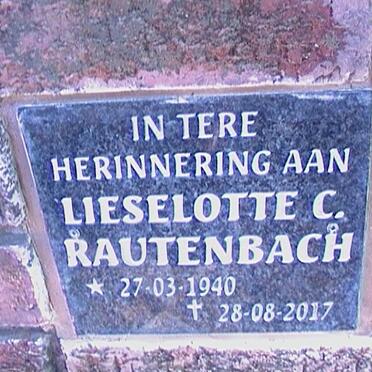 IN TERE
HERINNERING AAN
LIESELOTTE C.
RAUTENBACH
★ 27-03-1940
✝ 28-08-2017